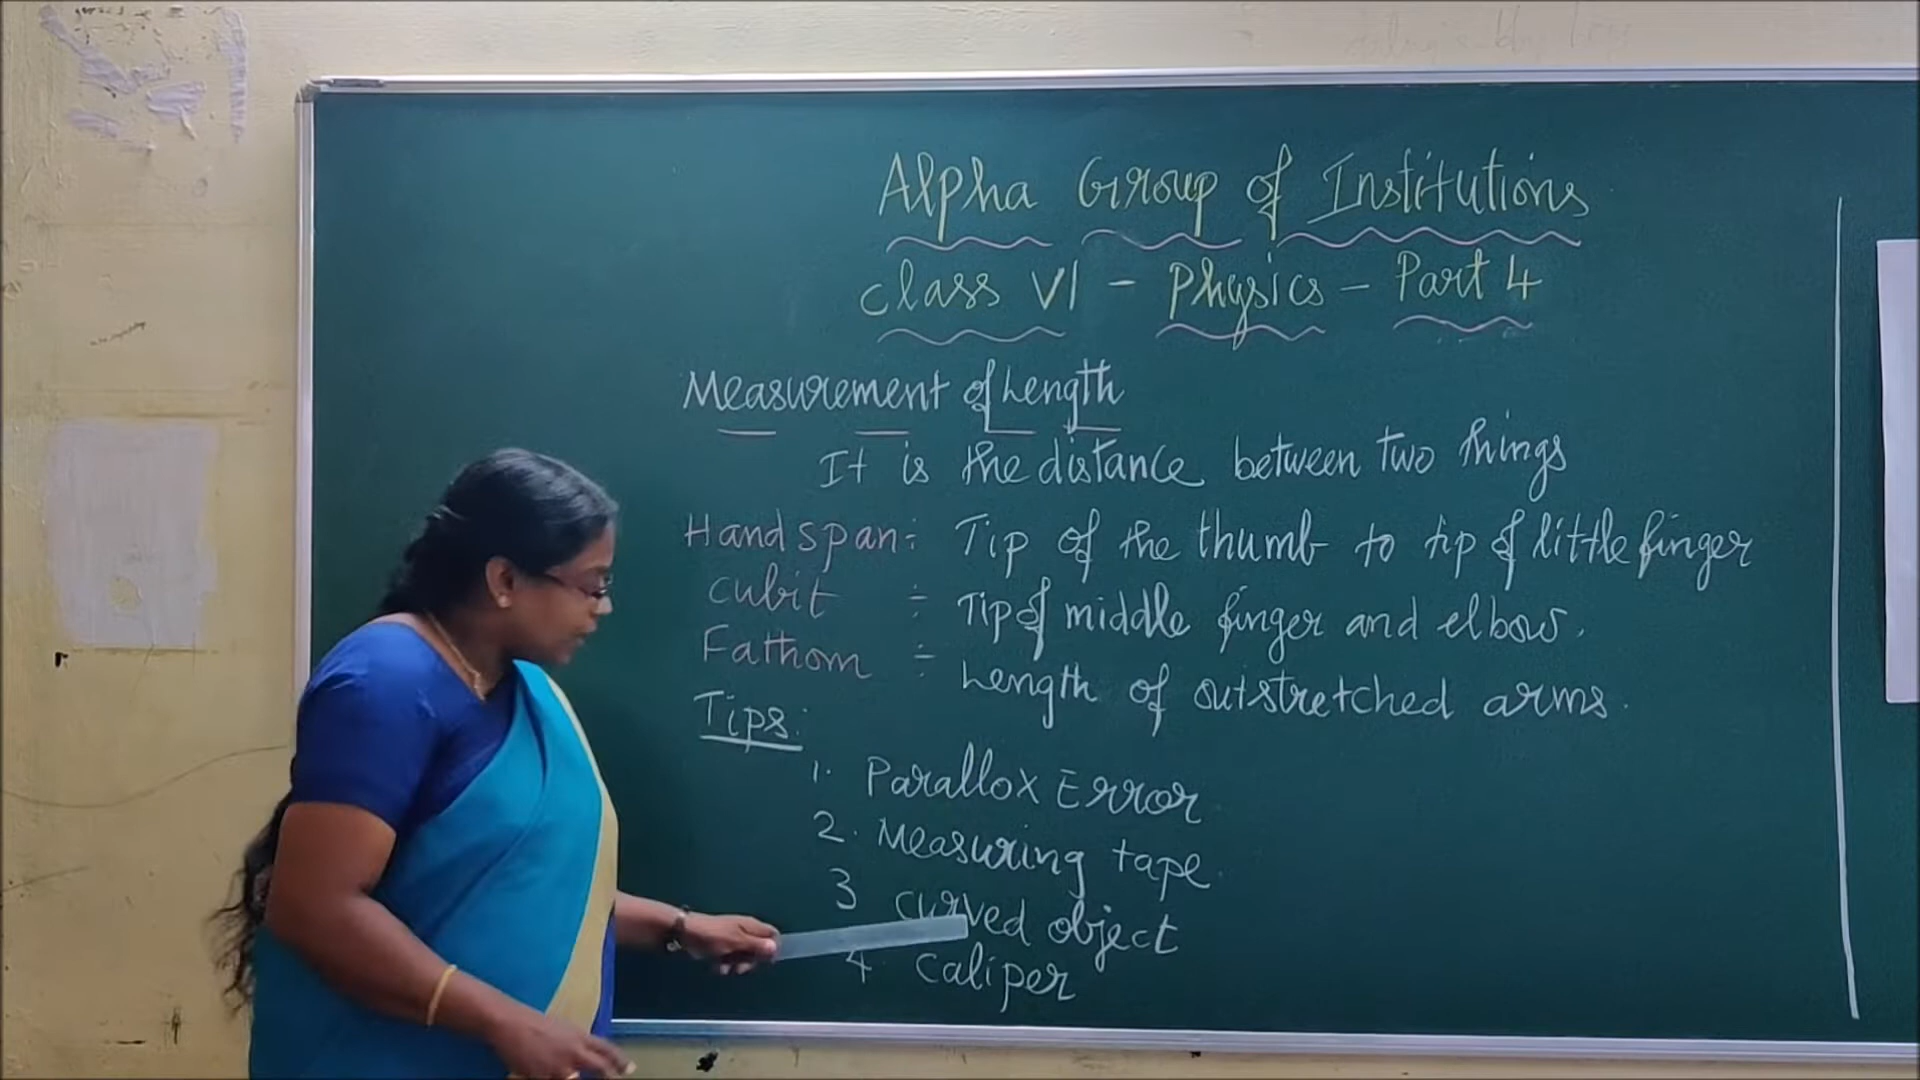 Alpha Group of Institutions
Class VI - Physics - Part 4
Measurement of Length
It is the distance between two things
Hand span : Tip of the thumb to tip of little finger
Cubit : Tip of middle finger and elbow.
Fathom : Length of outstretched arms.
Tips:
1. Parallox Error
2. Measuring tape
3 Curved object
4 Caliper